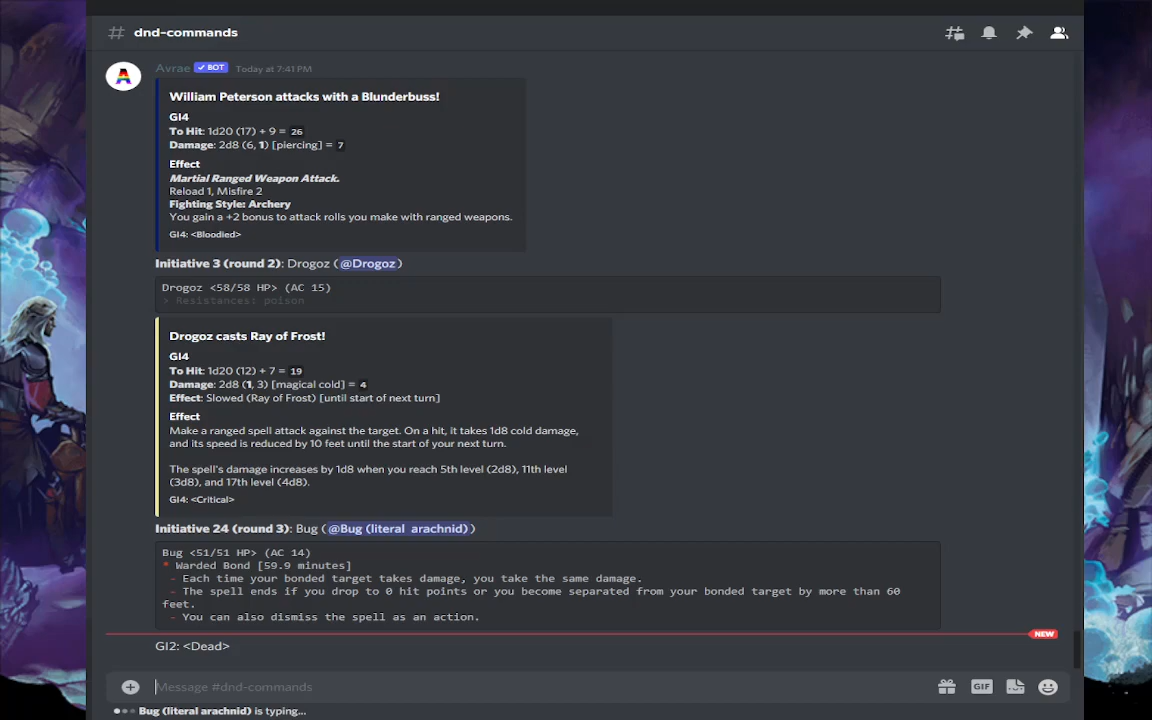 dnd-commands
Avrae BOT Today at 7:41 PM
William Peterson attacks with a Blunderbuss!
GI4
To Hit: 1d20 (17) + 9 = 26
Damage: 2d8 (6, 1) [piercing] = 7
Effect
Martial Ranged Weapon Attack.
Reload 1, Misfire 2
Fighting Style: Archery
You gain a +2 bonus to attack rolls you make with ranged weapons.
GI4: <Bloodied>
Initiative 3 (round 2): Drogoz (@Drogoz)
Drogoz <58/58 HP> (AC 15)
> Resistances: poison
Drogoz casts Ray of Frost!
GI4
To Hit: 1d20 (12) + 7 = 19
Damage: 2d8 (1, 3) [magical cold] = 4
Effect: Slowed (Ray of Frost) [until start of next turn]
Effect
Make a ranged spell attack against the target. On a hit, it takes 1d8 cold damage,
and its speed is reduced by 10 feet until the start of your next turn.
The spell's damage increases by 1d8 when you reach 5th level (2d8), 11th level
(3d8), and 17th level (4d8).
GI4: <Critical>
Initiative 24 (round 3): Bug (@Bug (literal arachnid))
Bug <51/51 HP> (AC 14)
* Warded Bond [59.9 minutes]
- Each time your bonded target takes damage, you take the same damage.
- The spell ends if you drop to 0 hit points or you become separated from your bonded target by more than 60
feet.
- You can also dismiss the spell as an action.
NEW
GI2: <Dead>
Message #dnd-commands
GIF
Bug (literal arachnid) is typing...